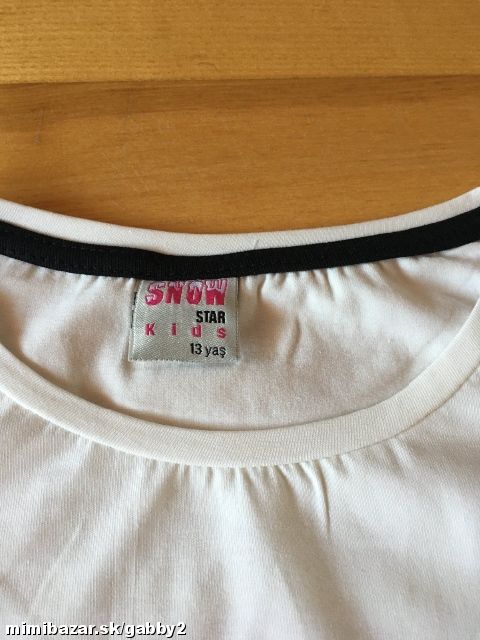 SNOW
STAR
Kids
13 yaş
mimibazar.sk/gabby2